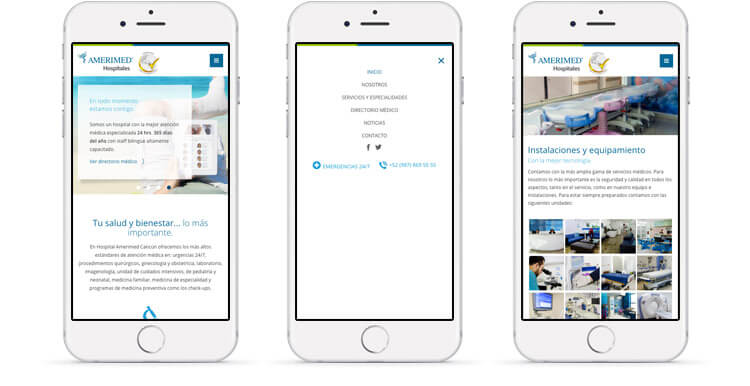 AMERIMED
Hospitales
En todo momento
estamos contigo.
Somos un hospital con la mejor atención
médica especializada 24 hrs. 365 días
del año con staff bilingüe altamente
capacitado.
Ver directorio médico
Tu salud y bienestar... lo más
importante.
En Hospital Amerimed Cancún ofrecemos los más altos
estándares de atención médica en: urgencias 24/7,
procedimientos quirúrgicos, ginecología y obstetricia, laboratorio,
imagenología, unidad de cuidados intensivos, de pediatría y
neonatal, medicina familiar, medicina de especialidad y
programas de medicina preventiva como los check-ups.
INICIO
NOSOTROS
SERVICIOS Y ESPECIALIDADES
DIRECTORIO MÉDICO
NOTICIAS
CONTACTO
EMERGENCIAS 24/7
+52 (997) 869 55 55
AMERIMED
Hospitales
Instalaciones y equipamiento
Con la mejor tecnología
Contamos con la más amplia gama de servicios médicos. Para
nosotros lo más importante es la seguridad y calidad en todos los
aspectos, tanto en el servicio, como en nuestro equipo e
instalaciones. Para estar siempre preparados contamos con las
siguientes unidades: